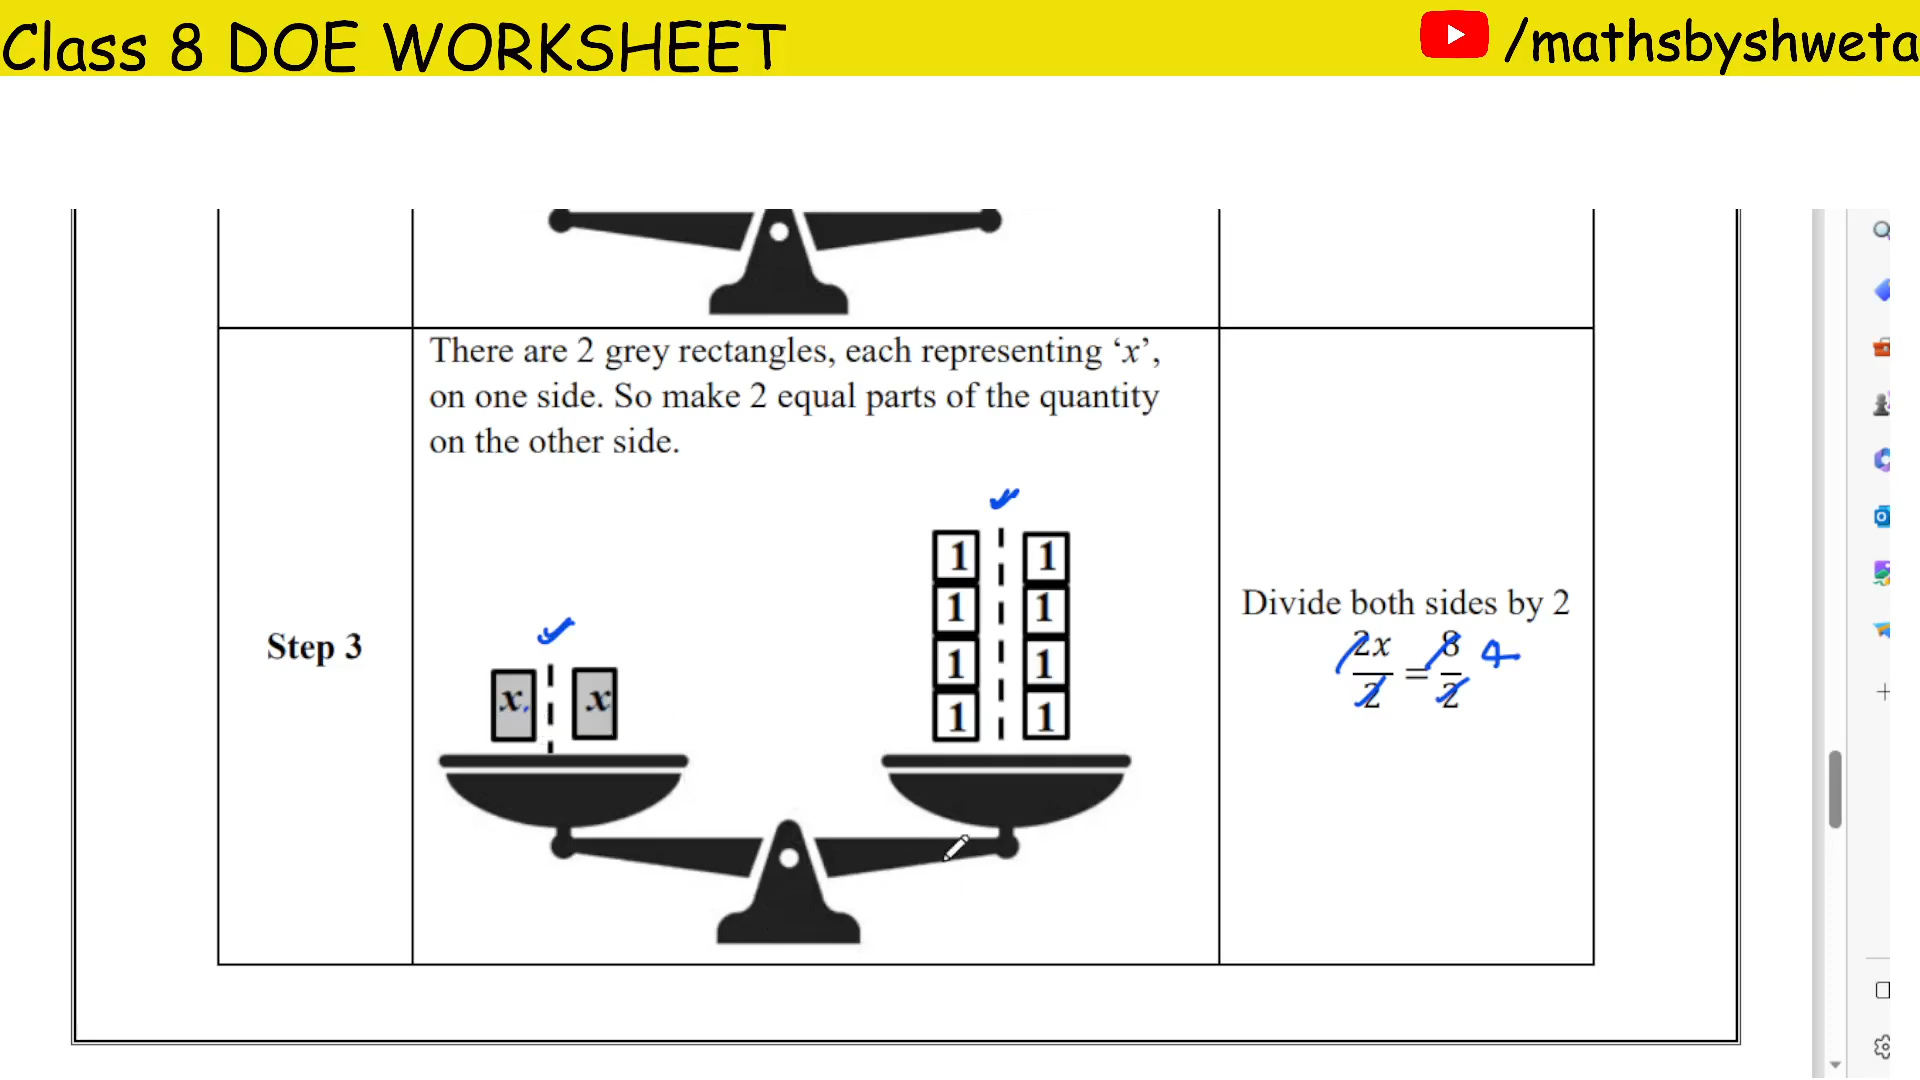 Class 8 DOE WORKSHEET
/mathsbyshweta
There are 2 grey rectangles, each representing ‘x’,
on one side. So make 2 equal parts of the quantity
on the other side.
Step 3
x x
1 1
1 1
1 1
1 1
Divide both sides by 2
2x/2 = 8/2 4